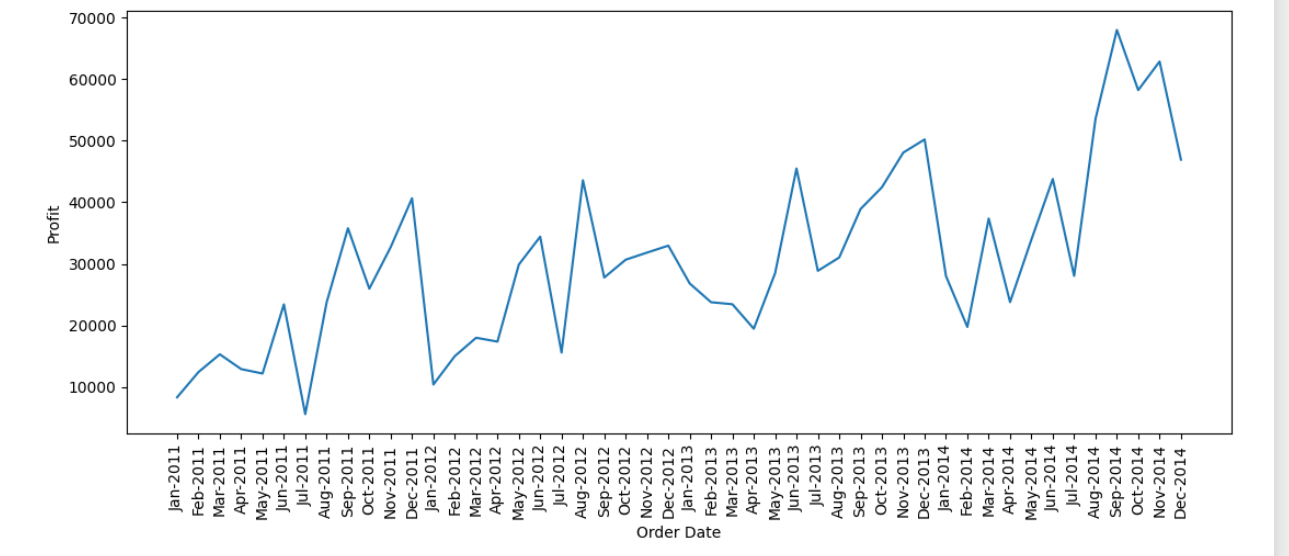 70000
60000
50000
40000
30000
20000
10000
Profit
Jan-2011
Feb-2011
Mar-2011
Apr-2011
May-2011
Jun-2011
Jul-2011
Aug-2011
Sep-2011
Oct-2011
Nov-2011
Dec-2011
Jan-2012
Feb-2012
Mar-2012
Apr-2012
May-2012
Jun-2012
Jul-2012
Aug-2012
Sep-2012
Oct-2012
Nov-2012
Dec-2012
Jan-2013
Feb-2013
Mar-2013
Apr-2013
May-2013
Jun-2013
Jul-2013
Aug-2013
Sep-2013
Oct-2013
Nov-2013
Dec-2013
Jan-2014
Feb-2014
Mar-2014
Apr-2014
May-2014
Jun-2014
Jul-2014
Aug-2014
Sep-2014
Oct-2014
Nov-2014
Dec-2014
Order Date